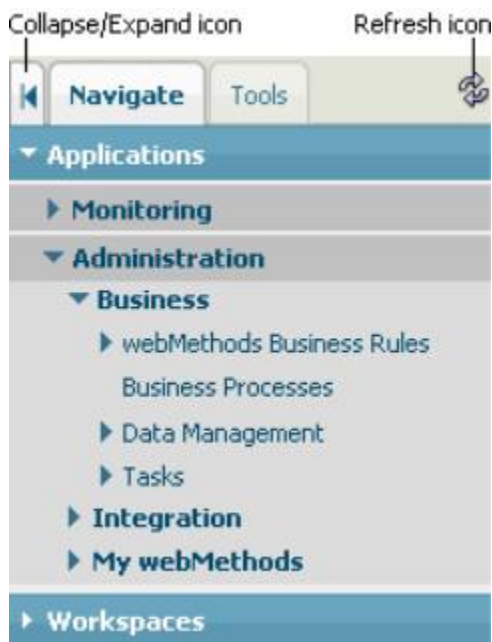 Collapse/Expand icon Refresh icon
Navigate Tools
Applications
Monitoring
Administration
Business
webMethods Business Rules
Business Processes
Data Management
Tasks
Integration
My webMethods
Workspaces